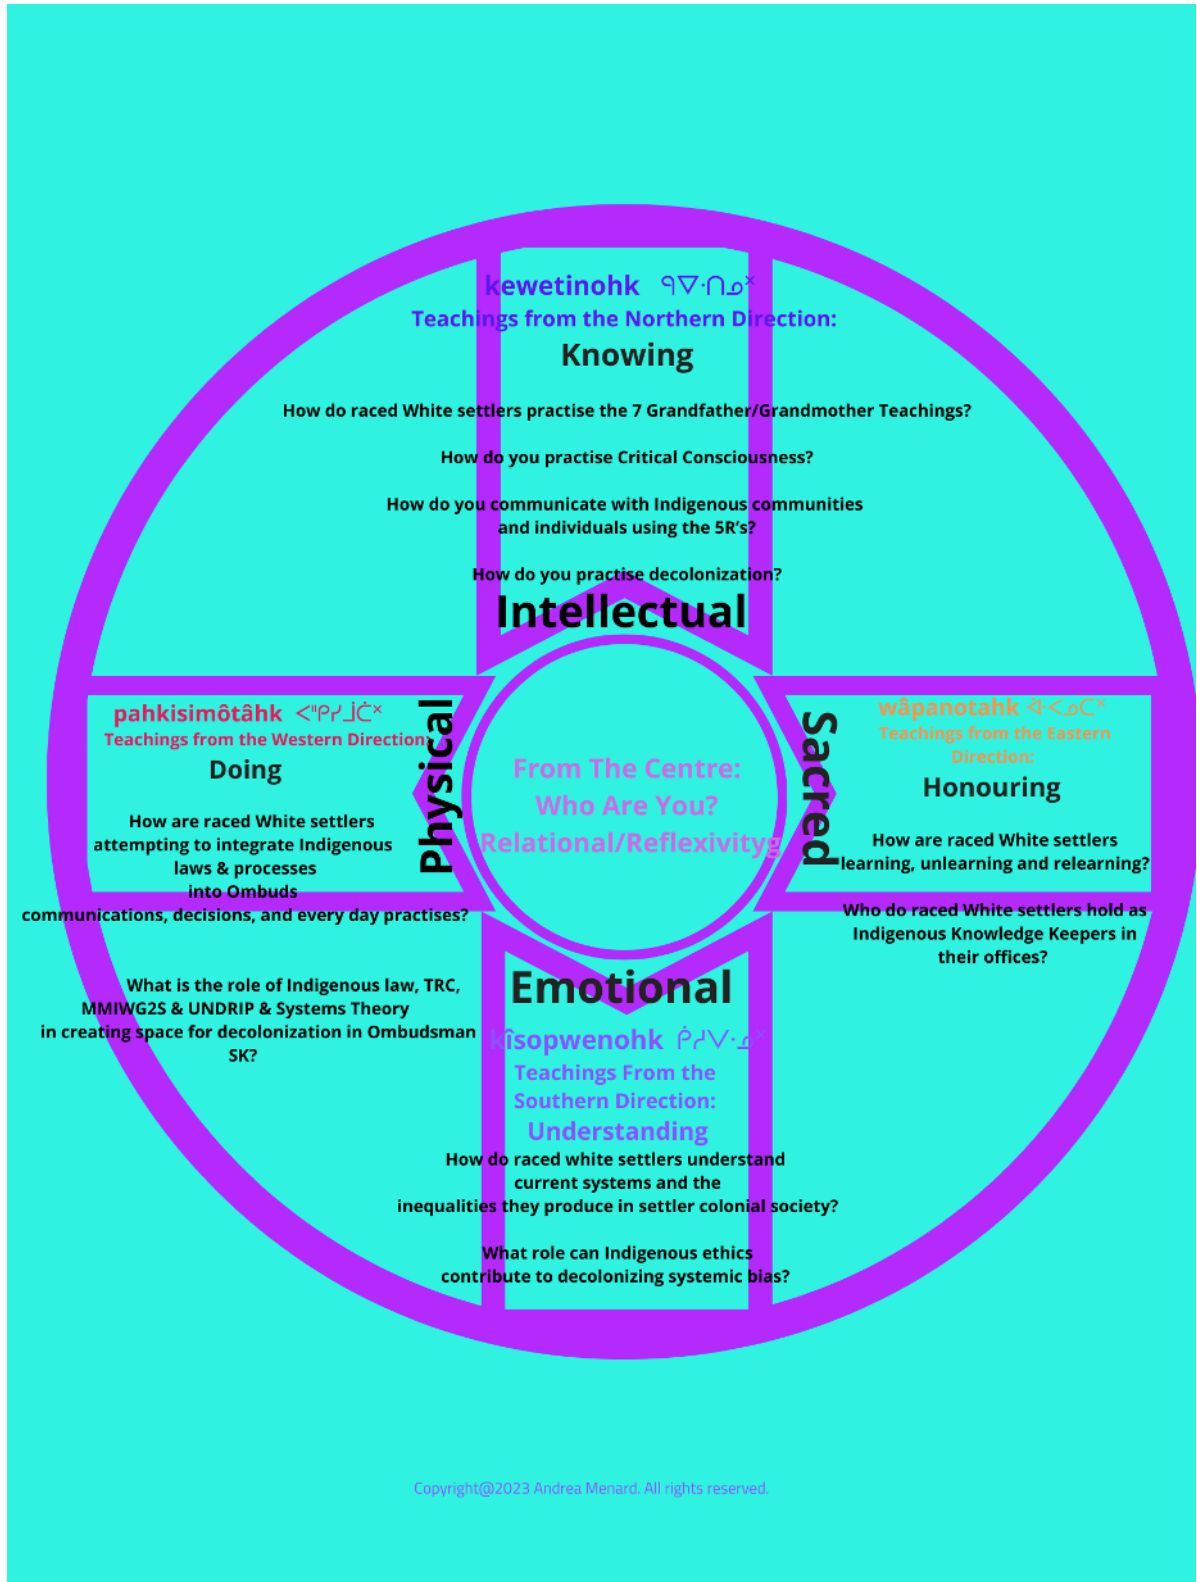 kewetinohk ᑫᐁᐧᑎᓄᕽ
Teachings from the Northern Direction:
Knowing
How do raced White settlers practise the 7 Grandfather/Grandmother Teachings?
How do you practise Critical Consciousness?
How do you communicate with Indigenous communities
and individuals using the 5R's?
How do you practise decolonization?
Intellectual
pahkisimôtâhk ᐸᐦᑭᓯᒨᑖᕽ
Teachings from the Western Direction:
Doing
How are raced White settlers
attempting to integrate Indigenous
laws & processes
into Ombuds
communications, decisions, and every day practises?
What is the role of Indigenous law, TRC,
MMIWG2S & UNDRIP & Systems Theory
in creating space for decolonization in Ombudsman
SK?
Physical
From The Centre:
Who Are You?
Relational/Reflexivityg
Sacred
wâpanotahk ᐚᐸᓄᑕᕽ
Teachings from the Eastern
Direction:
Honouring
How are raced White settlers
learning, unlearning and relearning?
Who do raced White settlers hold as
Indigenous Knowledge Keepers in
their offices?
Emotional
kîsopwenohk ᑮᓱᐯᐧᓄᕽ
Teachings From the
Southern Direction:
Understanding
How do raced white settlers understand
current systems and the
inequalities they produce in settler colonial society?
What role can Indigenous ethics
contribute to decolonizing systemic bias?
Copyright@2023 Andrea Menard. All rights reserved.